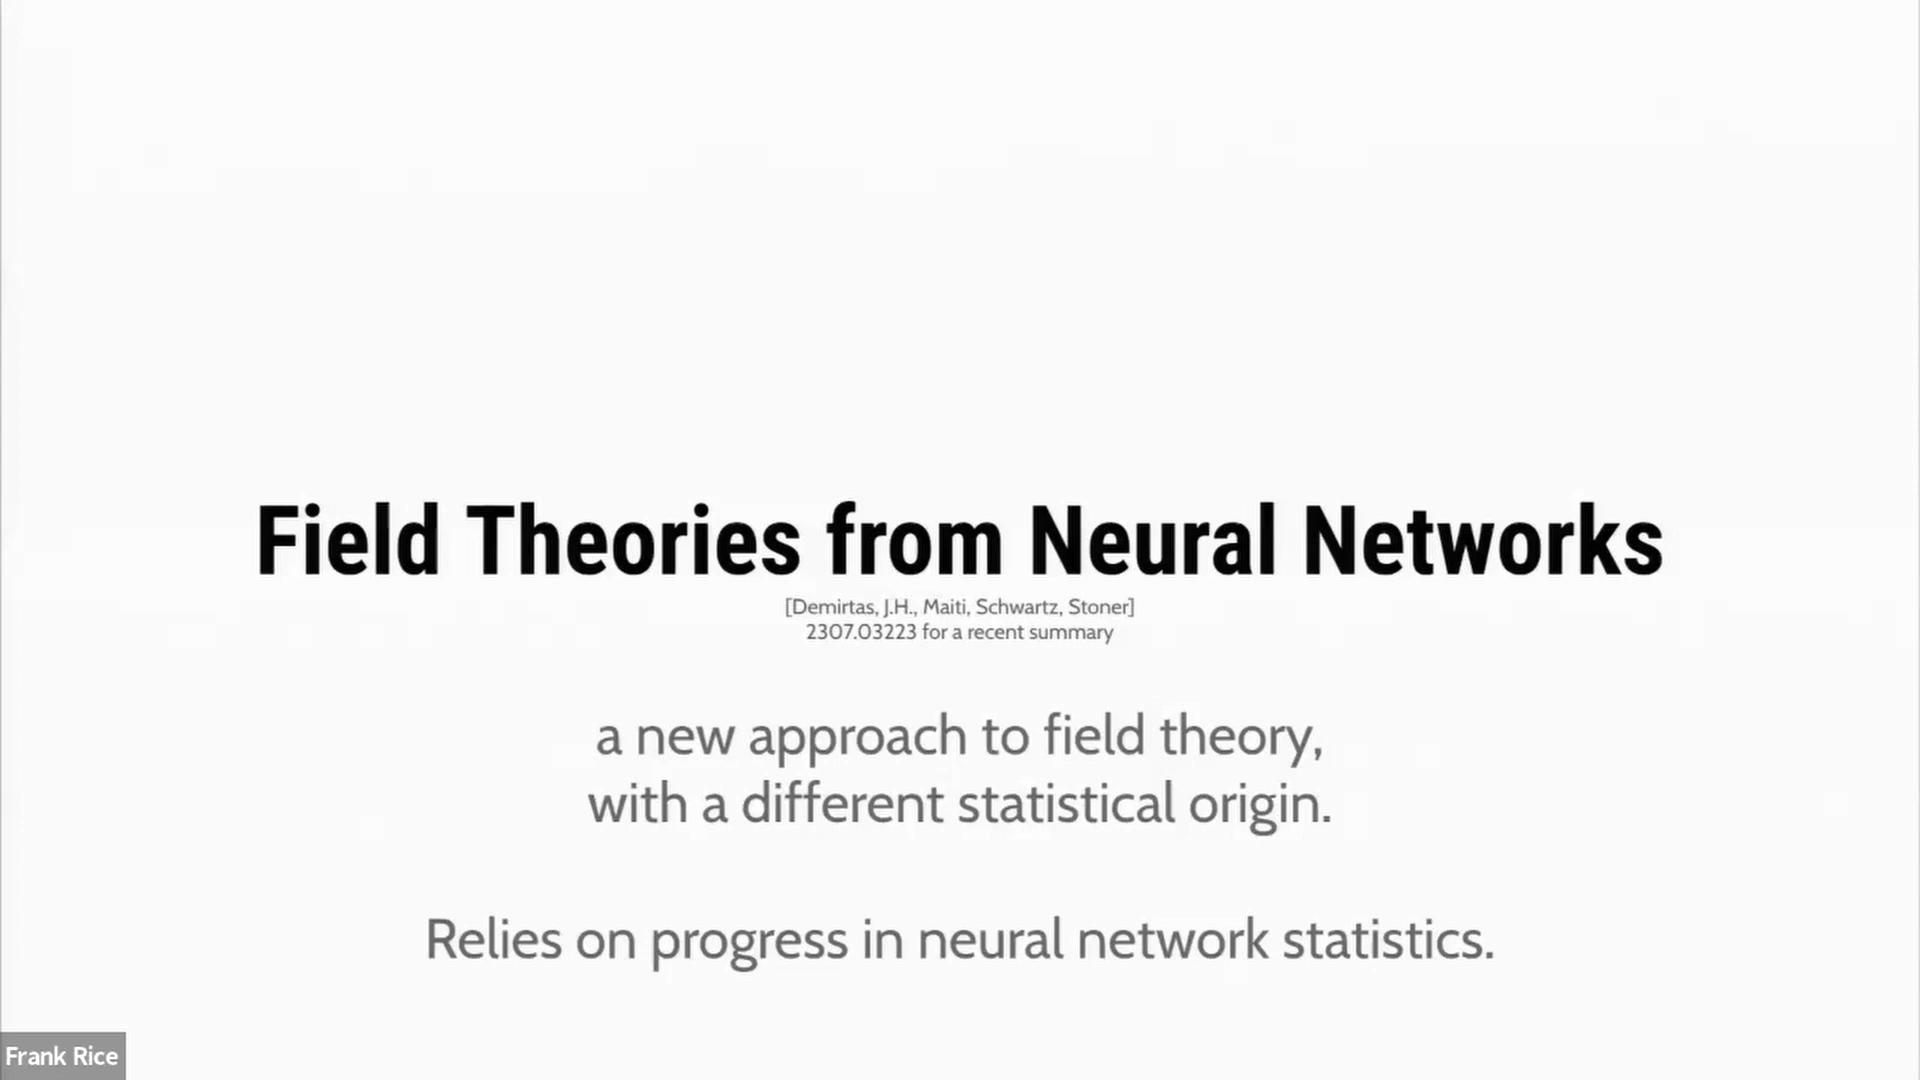 Field Theories from Neural Networks
[Demirtas, J.H., Maiti, Schwartz, Stoner]
2307.03223 for a recent summary
a new approach to field theory,
with a different statistical origin.
Relies on progress in neural network statistics.
Frank Rice